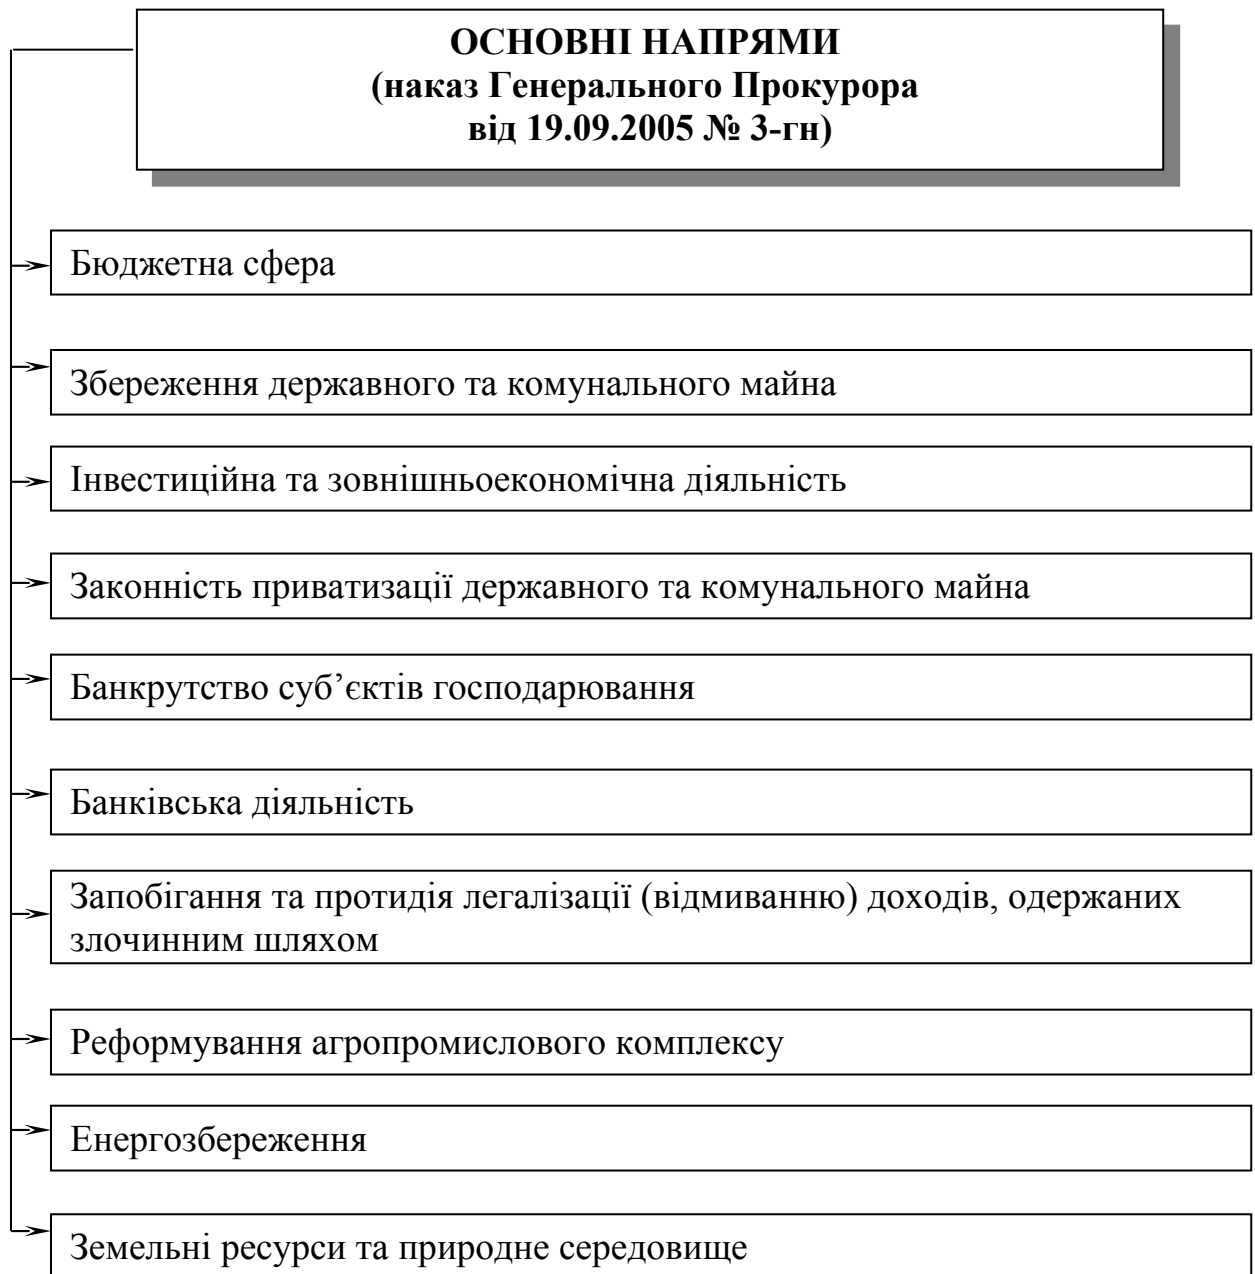 ОСНОВНІ НАПРЯМИ
(наказ Генерального Прокурора
від 19.09.2005 № 3-гн)
Бюджетна сфера
Збереження державного та комунального майна
Інвестиційна та зовнішньоекономічна діяльність
Законність приватизації державного та комунального майна
Банкрутство суб’єктів господарювання
Банківська діяльність
Запобігання та протидія легалізації (відмиванню) доходів, одержаних
злочинним шляхом
Реформування агропромислового комплексу
Енергозбереження
Земельні ресурси та природне середовище